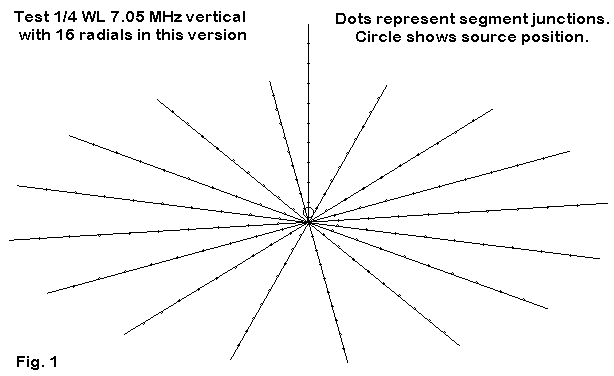 Test 1/4 WL 7.05 MHz vertical
with 16 radials in this version
Dots represent segment junctions.
Circle shows source position.
Fig. 1